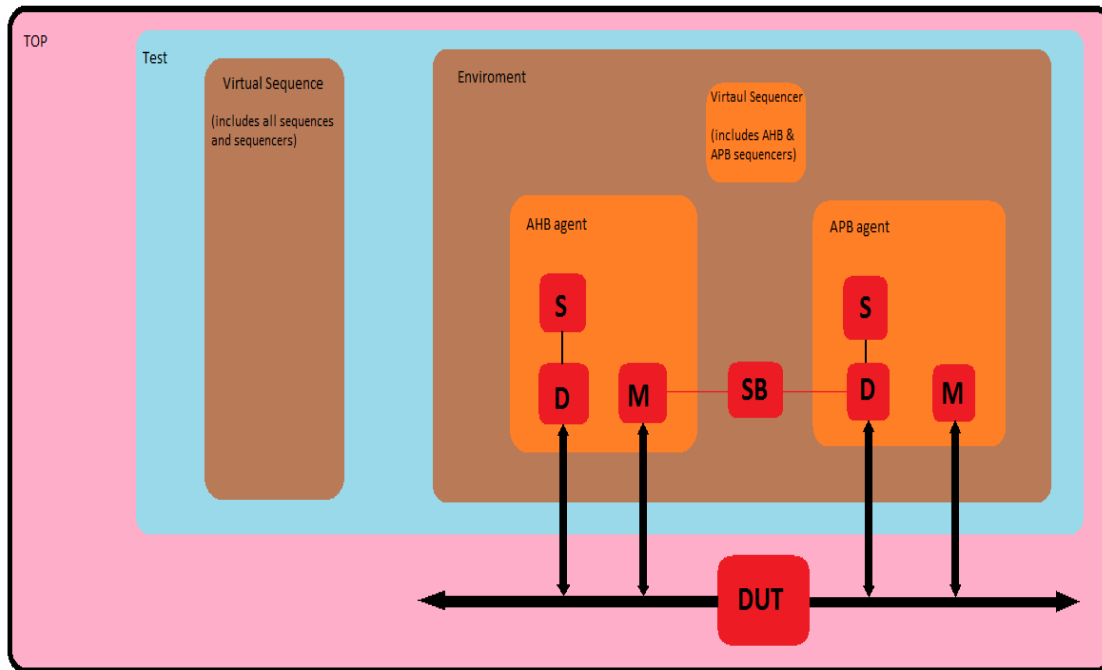 TOP
Test
Virtual Sequence
(includes all sequences
and sequencers)
Enviroment
Virtaul Sequencer
(includes AHB &
APB sequencers)
AHB agent
APB agent
S
S
D
M
SB
D
M
DUT